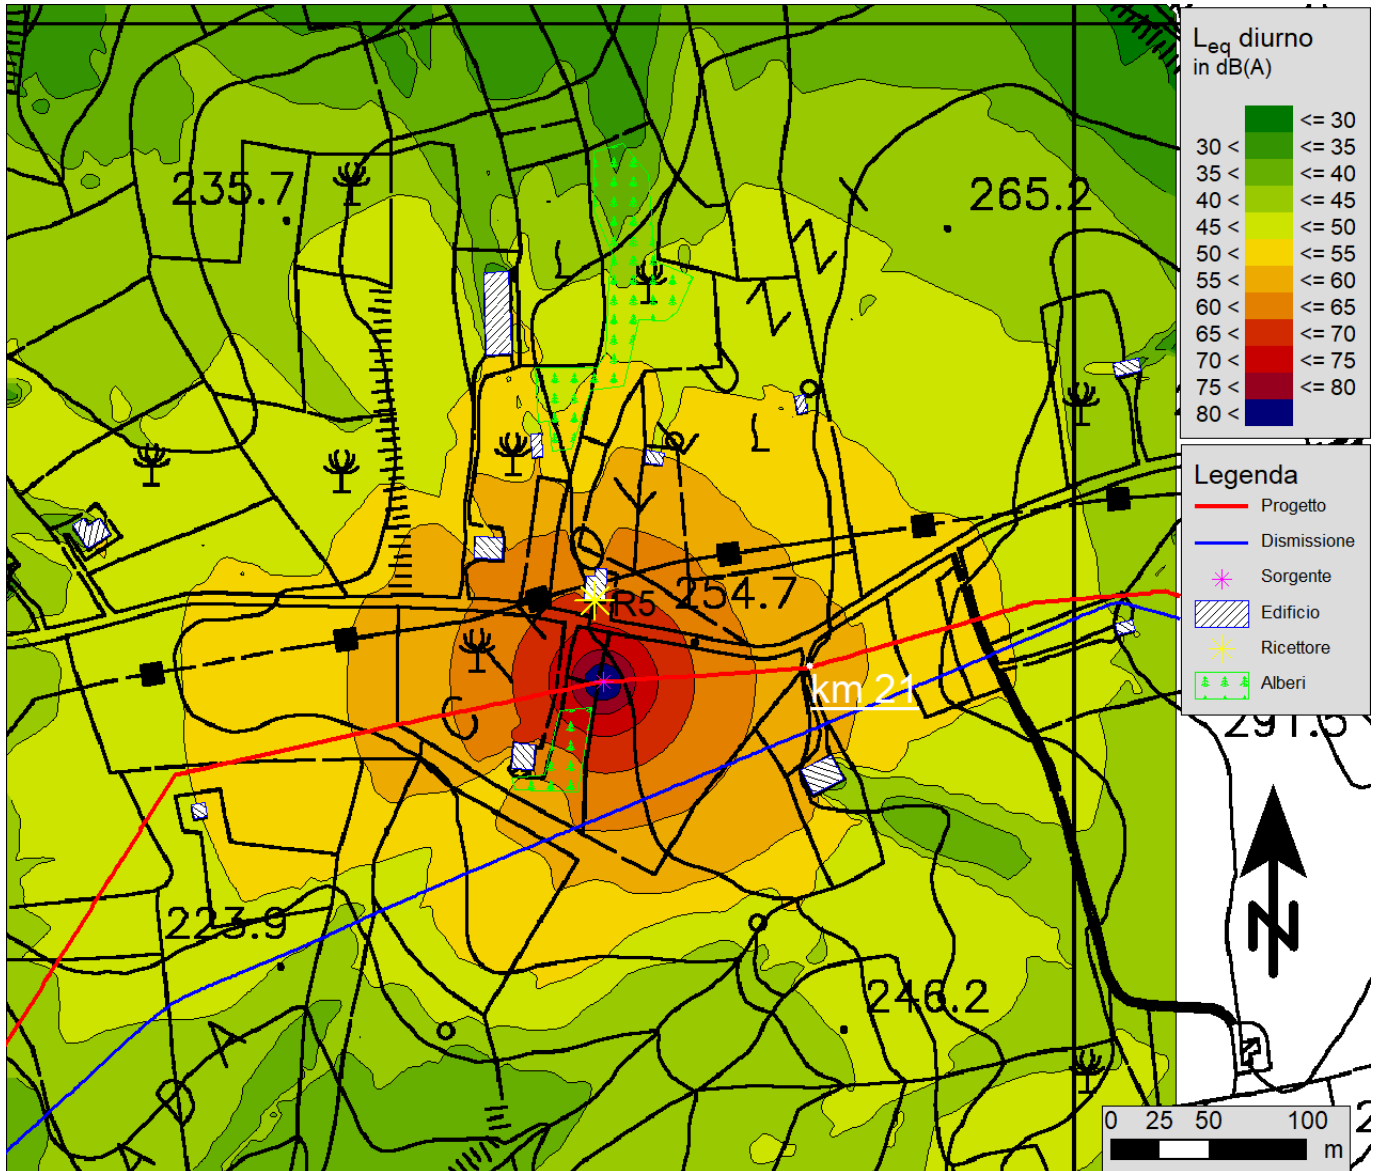 L_eq diurno
in dB(A)
<= 30
30 < <= 35
35 < <= 40
40 < <= 45
45 < <= 50
50 < <= 55
55 < <= 60
60 < <= 65
65 < <= 70
70 < <= 75
75 < <= 80
80 <
Legenda
Progetto
Dismissione
Sorgente
Edificio
Ricettore
Alberi
235.7
265.2
R5 254.7
km 21
291.5
223.9
246.2
N
0 25 50 100
m